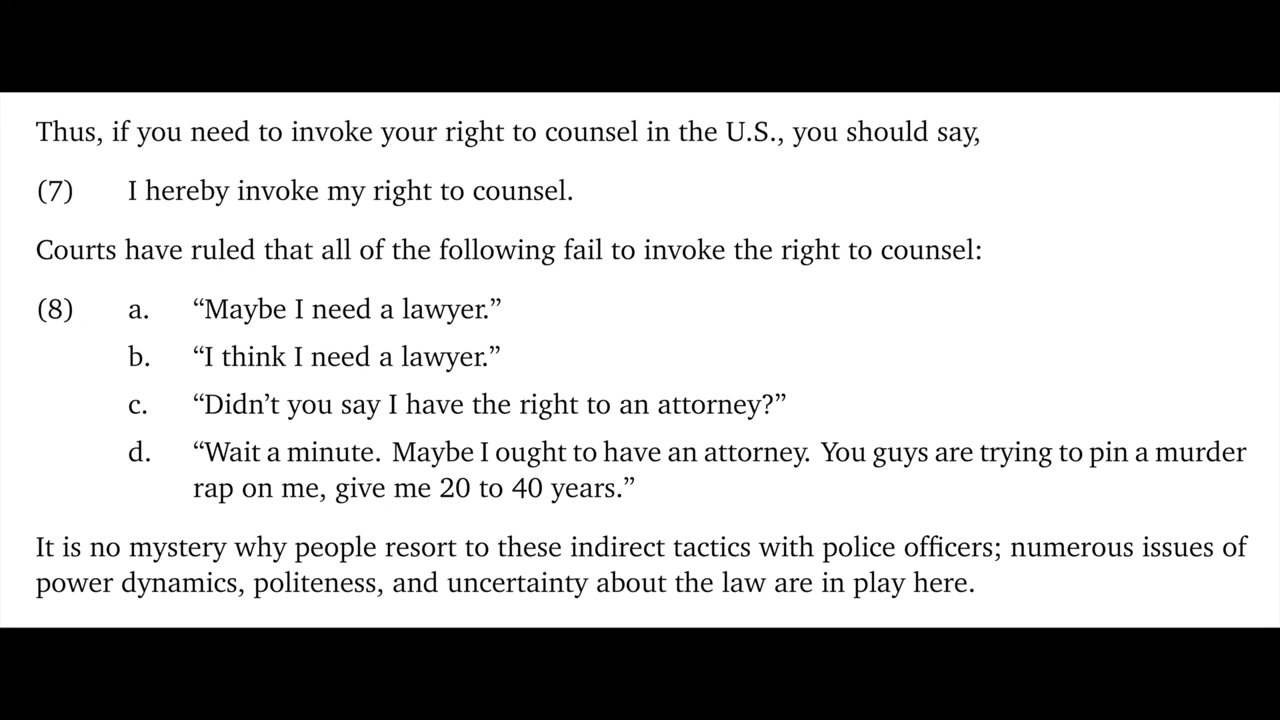 Thus, if you need to invoke your right to counsel in the U.S., you should say,
(7) I hereby invoke my right to counsel.
Courts have ruled that all of the following fail to invoke the right to counsel:
(8) a. “Maybe I need a lawyer.”
b. “I think I need a lawyer.”
c. “Didn’t you say I have the right to an attorney?”
d. “Wait a minute. Maybe I ought to have an attorney. You guys are trying to pin a murder
rap on me, give me 20 to 40 years.”
It is no mystery why people resort to these indirect tactics with police officers; numerous issues of
power dynamics, politeness, and uncertainty about the law are in play here.